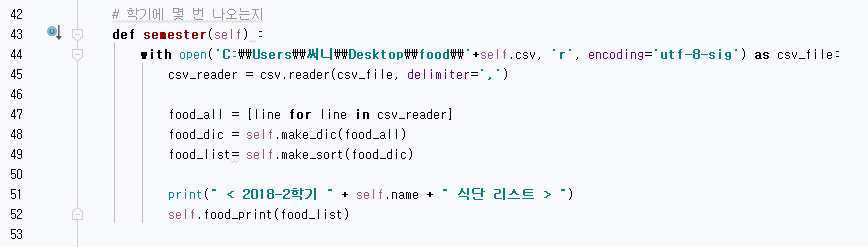 42 # 학기에 몇 번 나오는지
43 def semester(self) :
44 with open('C:₩₩Users₩₩써니₩₩Desktop₩₩food₩₩'+self.csv, 'r', encoding='utf-8-sig') as csv_file:
45 csv_reader = csv.reader(csv_file, delimiter=',')
46
47 food_all = [line for line in csv_reader]
48 food_dic = self.make_dic(food_all)
49 food_list= self.make_sort(food_dic)
50
51 print(" < 2018-2학기 " + self.name + " 식단 리스트 > ")
52 self.food_print(food_list)
53